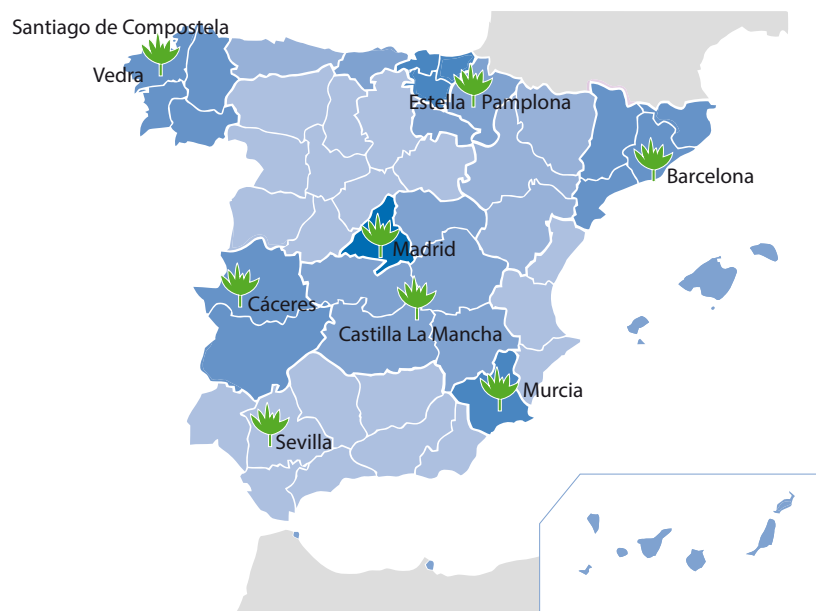 Santiago de Compostela
Vedra
Estella Pamplona
Barcelona
Madrid
Cáceres
Castilla La Mancha
Murcia
Sevilla